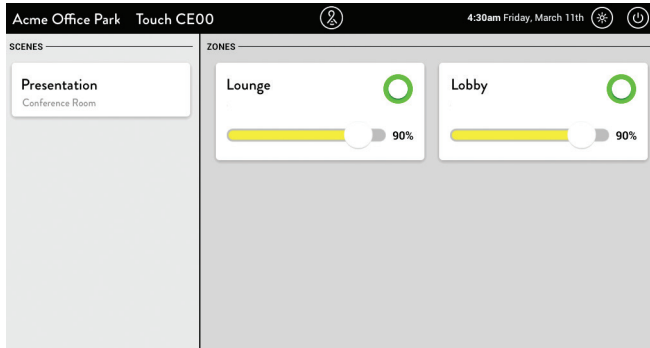 Acme Office Park Touch CE00
4:30am Friday, March 11th
SCENES
ZONES
Presentation
Conference Room
Lounge
90%
Lobby
90%